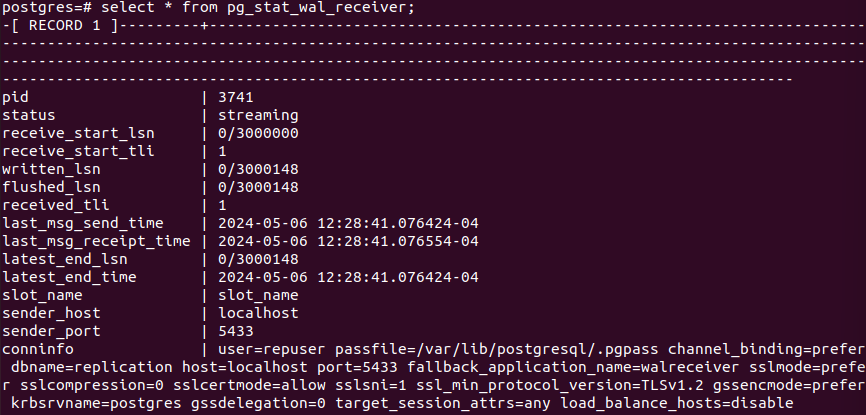 postgres=# select * from pg_stat_wal_receiver;
-[ RECORD 1 ]---------+-------------------------------------------------------------------------
------------------------------------------------------------------------------------------------
------------------------------------------------------------------------------------------------
----------------------------------------------------------------------------------------
pid                   | 3741
status                | streaming
receive_start_lsn     | 0/3000000
receive_start_tli     | 1
written_lsn           | 0/3000148
flushed_lsn           | 0/3000148
received_tli          | 1
last_msg_send_time    | 2024-05-06 12:28:41.076424-04
last_msg_receipt_time | 2024-05-06 12:28:41.076554-04
latest_end_lsn        | 0/3000148
latest_end_time       | 2024-05-06 12:28:41.076424-04
slot_name             | slot_name
sender_host           | localhost
sender_port           | 5433
conninfo              | user=repuser passfile=/var/lib/postgresql/.pgpass channel_binding=prefer
 dbname=replication host=localhost port=5433 fallback_application_name=walreceiver sslmode=prefe
r sslcompression=0 sslcertmode=allow sslsni=1 ssl_min_protocol_version=TLSv1.2 gssencmode=prefer
 krbsrvname=postgres gssdelegation=0 target_session_attrs=any load_balance_hosts=disable